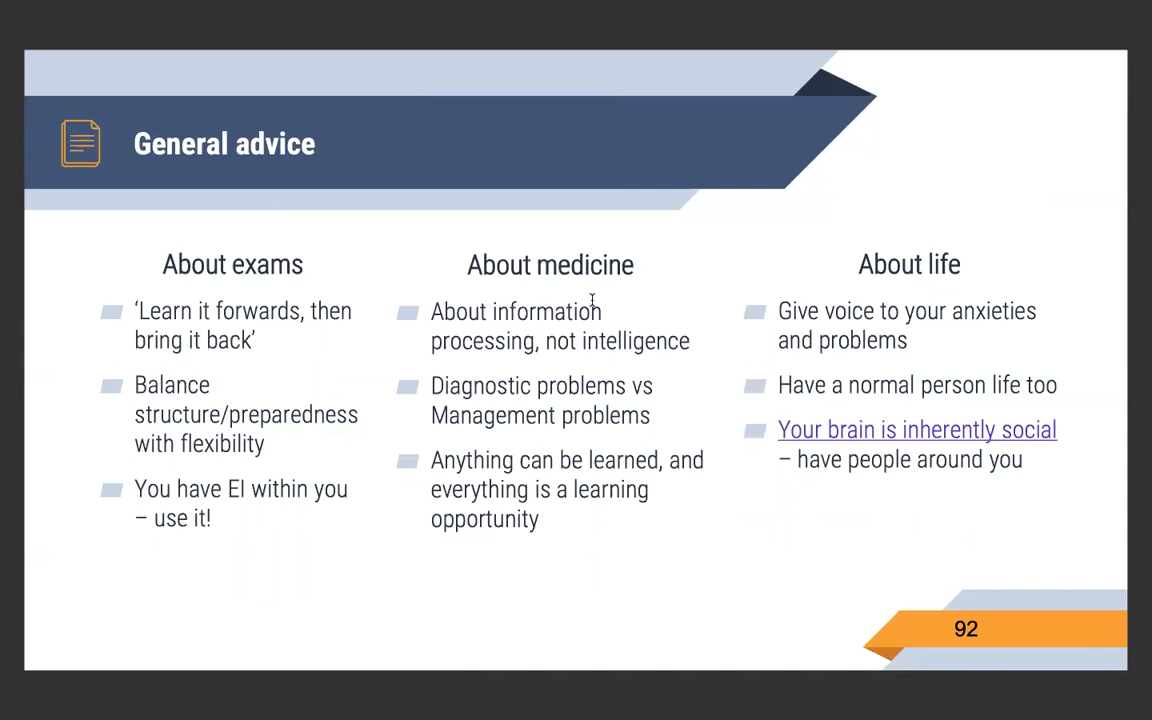 General advice
About exams
‘Learn it forwards, then
bring it back’
Balance
structure/preparedness
with flexibility
You have EI within you
– use it!
About medicine
About information
processing, not intelligence
Diagnostic problems vs
Management problems
Anything can be learned, and
everything is a learning
opportunity
About life
Give voice to your anxieties
and problems
Have a normal person life too
Your brain is inherently social
– have people around you
92